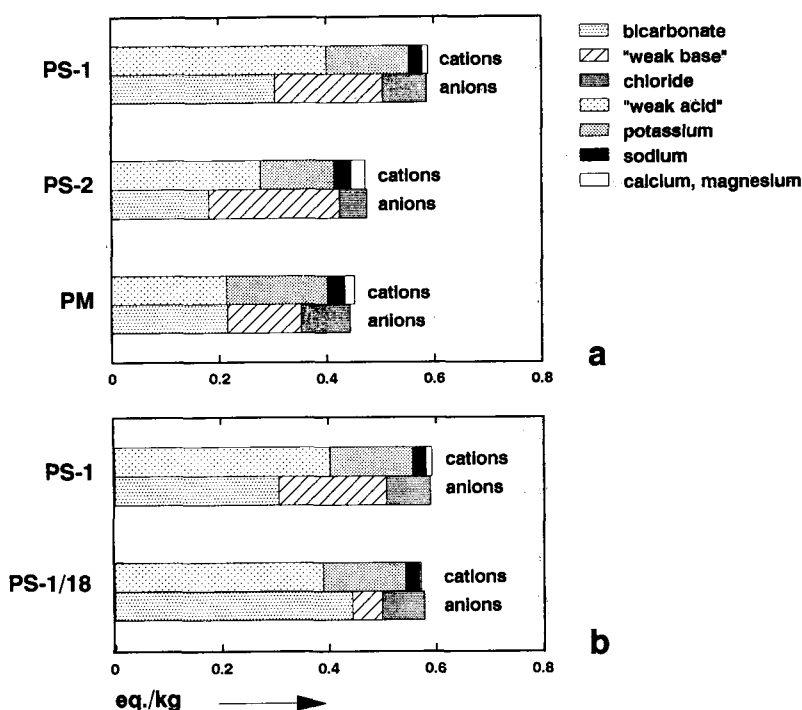 PS-1
cations
anions
PS-2
cations
anions
PM
cations
anions
0 0.2 0.4 0.6 0.8
a
bicarbonate
"weak base"
chloride
"weak acid"
potassium
sodium
calcium, magnesium
PS-1
cations
anions
PS-1/18
cations
anions
0 0.2 0.4 0.6 0.8
b
eq./kg